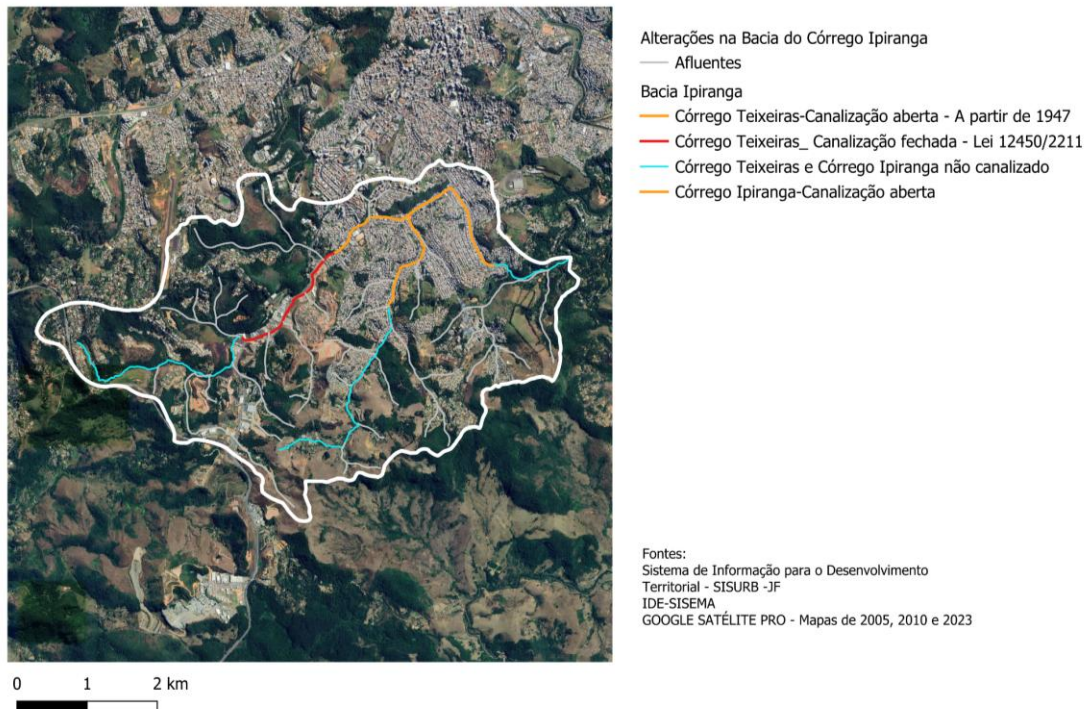 Alterações na Bacia do Córrego Ipiranga
Afluentes
Bacia Ipiranga
Córrego Teixeiras-Canalização aberta - A partir de 1947
Córrego Teixeiras_ Canalização fechada - Lei 12450/2211
Córrego Teixeiras e Córrego Ipiranga não canalizado
Córrego Ipiranga-Canalização aberta
Fontes:
Sistema de Informação para o Desenvolvimento
Territorial - SISURB -JF
IDE-SISEMA
GOOGLE SATÉLITE PRO - Mapas de 2005, 2010 e 2023
0 1 2 km